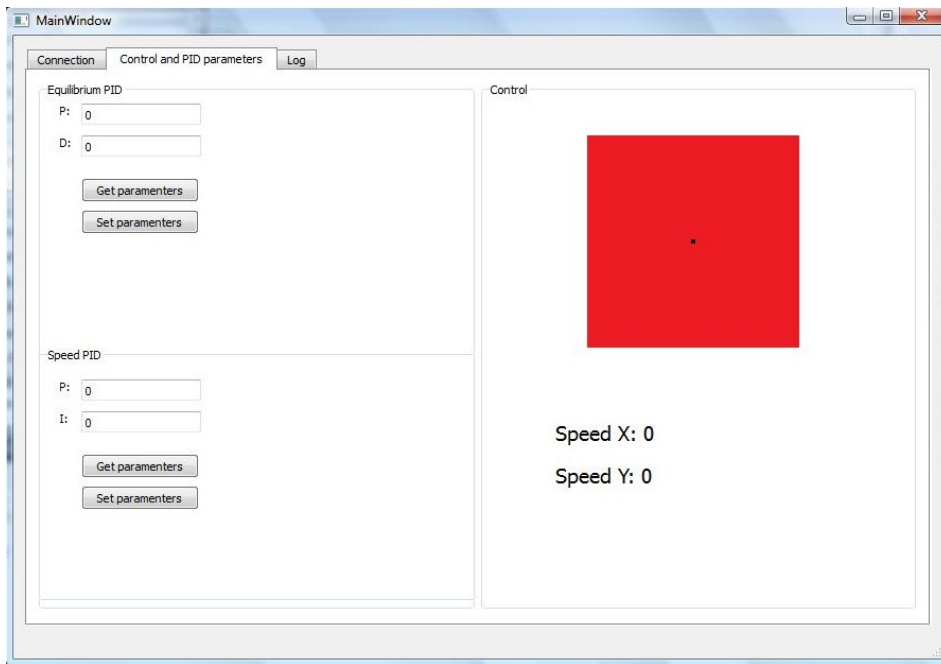 MainWindow
Connection
Control and PID parameters
Log
Equilibrium PID
P: 0
D: 0
Get paramenters
Set paramenters
Speed PID
P: 0
I: 0
Get paramenters
Set paramenters
Control
Speed X: 0
Speed Y: 0